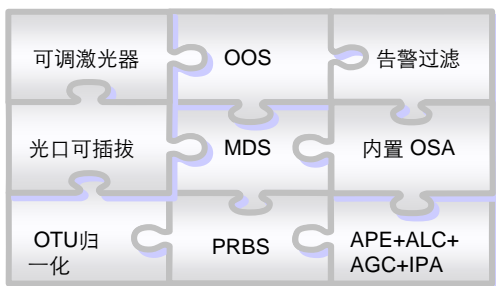 可调激光器
OOS
告警过滤
光口可插拔
MDS
内置 OSA
OTU归
一化
PRBS
APE+ALC+
AGC+IPA